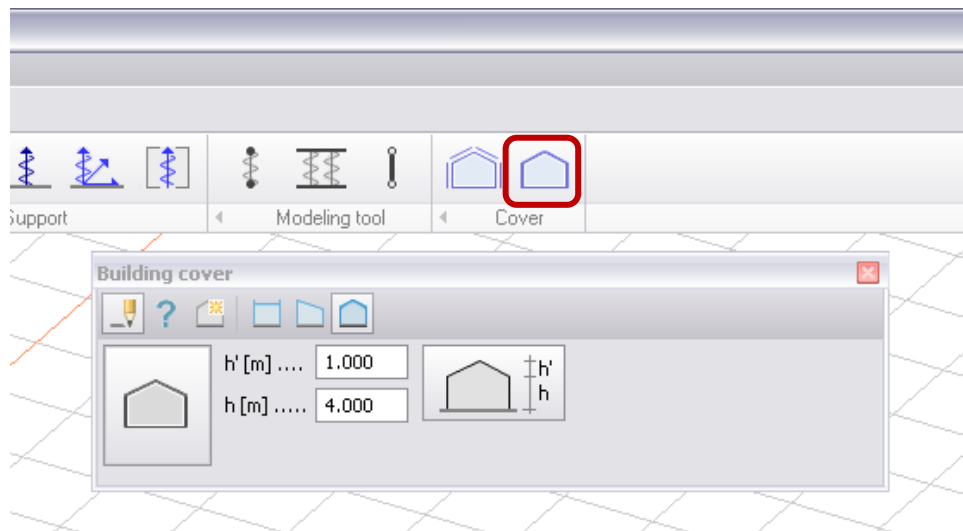 Support
Modeling tool
Cover
Building cover
?
h' [m] .... 1.000
h'
h [m] ..... 4.000
h